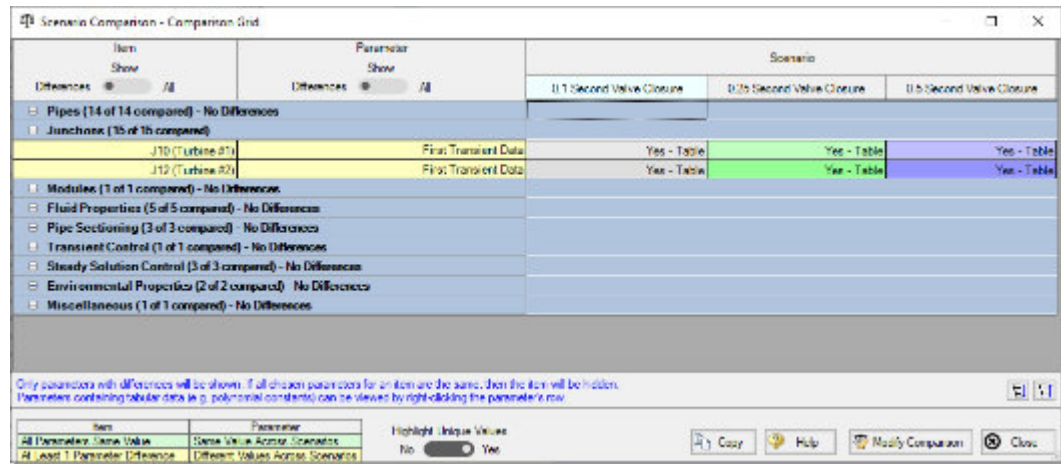 Scenario Comparison - Comparison Grid
Item Parameter Scenario
Show Show
Differences All Differences All
0.1 Second Valve Closure 0.25 Second Valve Closure 0.5 Second Valve Closure
Pipes (14 of 14 compared) - No Differences
Junctions (15 of 15 compared)
J10 (Turbine #1) First Transient Data Yes - Table Yes - Table Yes - Table
J12 (Turbine #2) First Transient Data Yes - Table Yes - Table Yes - Table
Modules (1 of 1 compared) - No Differences
Fluid Properties (5 of 5 compared) - No Differences
Pipe Sectioning (3 of 3 compared) - No Differences
Transient Control (1 of 1 compared) - No Differences
Steady Solution Control (3 of 3 compared) - No Differences
Environmental Properties (2 of 2 compared) - No Differences
Miscellaneous (1 of 1 compared) - No Differences
Only parameters with differences will be shown. If all chosen parameters for an item are the same, then the item will be hidden.
Parameters containing tabular data (e.g. polynomial constants) can be viewed by right-clicking the parameter's row.
Item Parameter
All Parameters Same Value Same Value Across Scenarios
At Least 1 Parameter Difference Different Values Across Scenarios
Highlight Unique Values
No Yes
Copy Help Modify Comparison Close